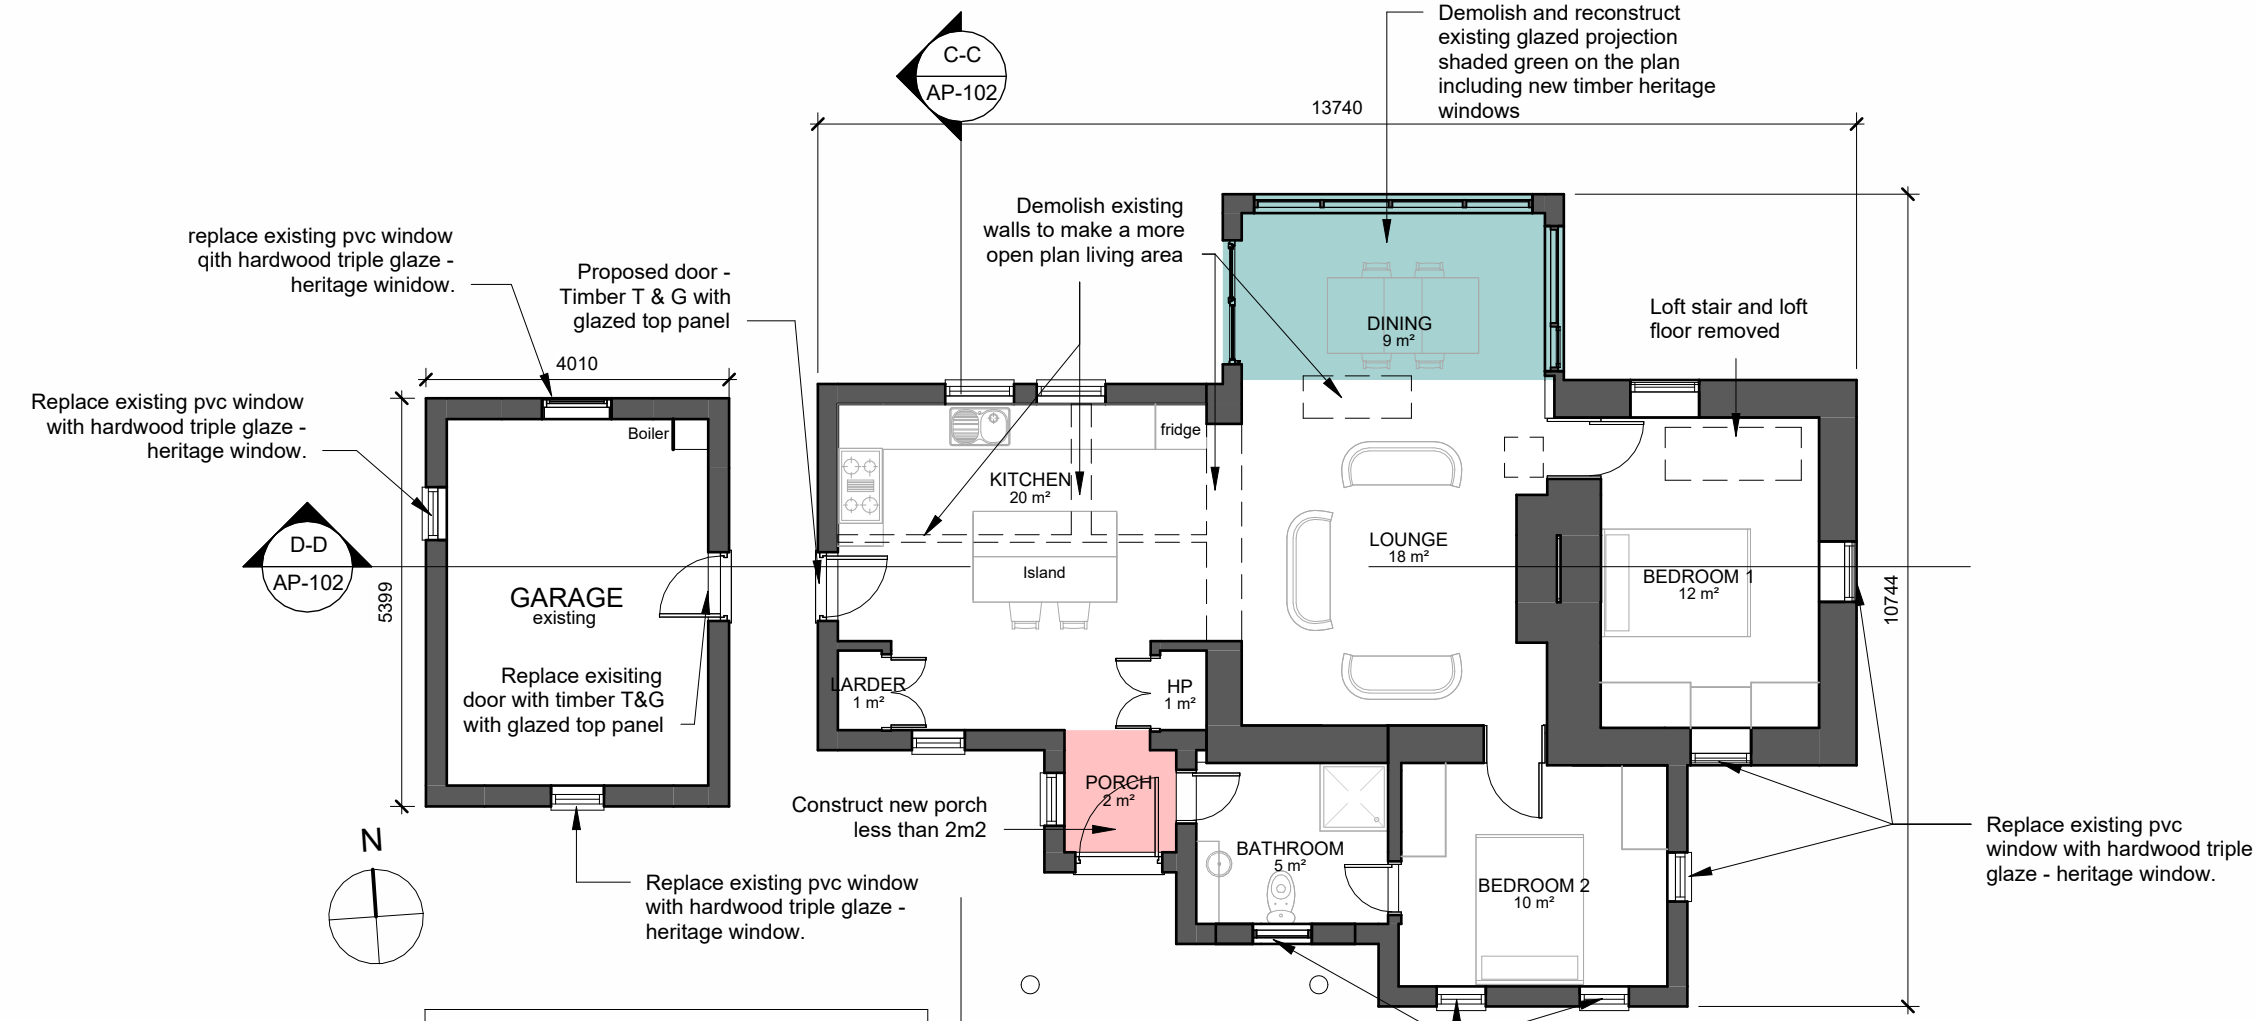 Demolish and reconstruct
existing glazed projection
shaded green on the plan
including new timber heritage
windows
C-C
AP-102
13740
Demolish existing
walls to make a more
open plan living area
replace existing pvc window
qith hardwood triple glaze -
heritage winidow.
Proposed door -
Timber T & G with
glazed top panel
Loft stair and loft
floor removed
DINING
9 m²
4010
Replace existing pvc window
with hardwood triple glaze -
heritage window.
Boiler
fridge
KITCHEN
20 m²
D-D
AP-102
5399
GARAGE
existing
Island
LOUNGE
18 m²
BEDROOM 1
12 m²
10744
Replace exisiting
door with timber T&G
with glazed top panel
LARDER
1 m²
HP
1 m²
PORCH
2 m²
Construct new porch
less than 2m2
N
Replace existing pvc window
with hardwood triple glaze -
heritage window.
BATHROOM
5 m²
BEDROOM 2
10 m²
Replace existing pvc
window with hardwood triple
glaze - heritage window.